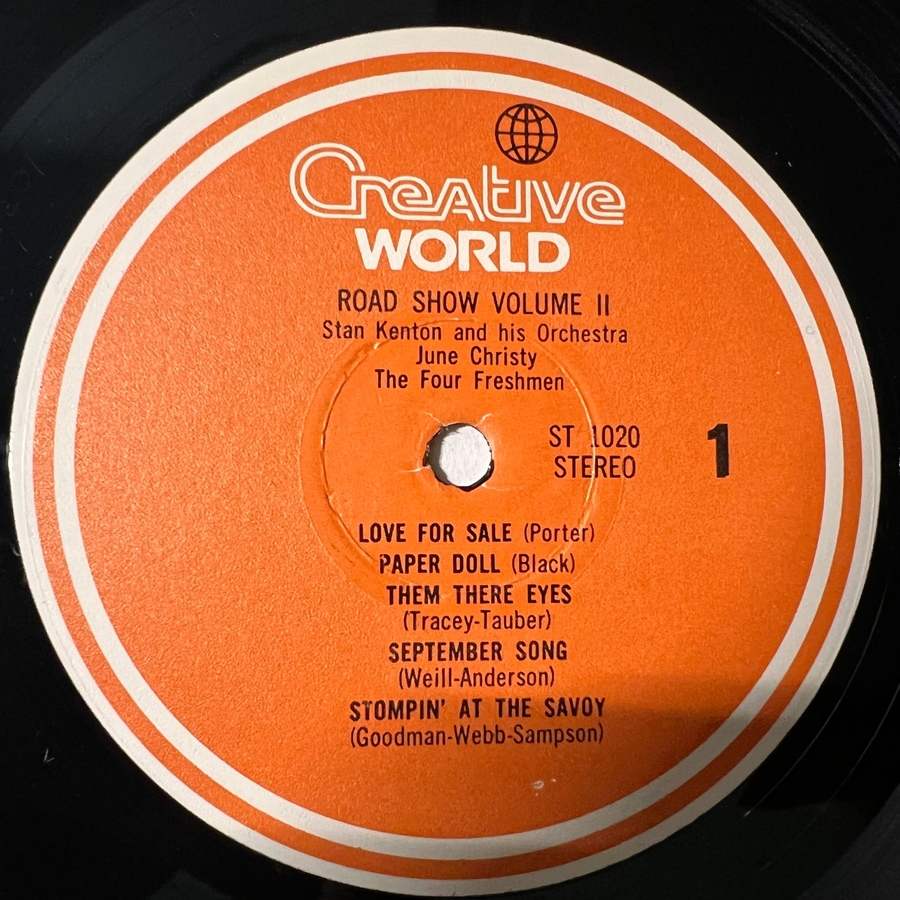 Creative
WORLD
ROAD SHOW VOLUME II
Stan Kenton and his Orchestra
June Christy
The Four Freshmen
ST 1020
STEREO
1
LOVE FOR SALE (Porter)
PAPER DOLL (Black)
THEM THERE EYES
(Tracey-Tauber)
SEPTEMBER SONG
(Weill-Anderson)
STOMPIN' AT THE SAVOY
(Goodman-Webb-Sampson)